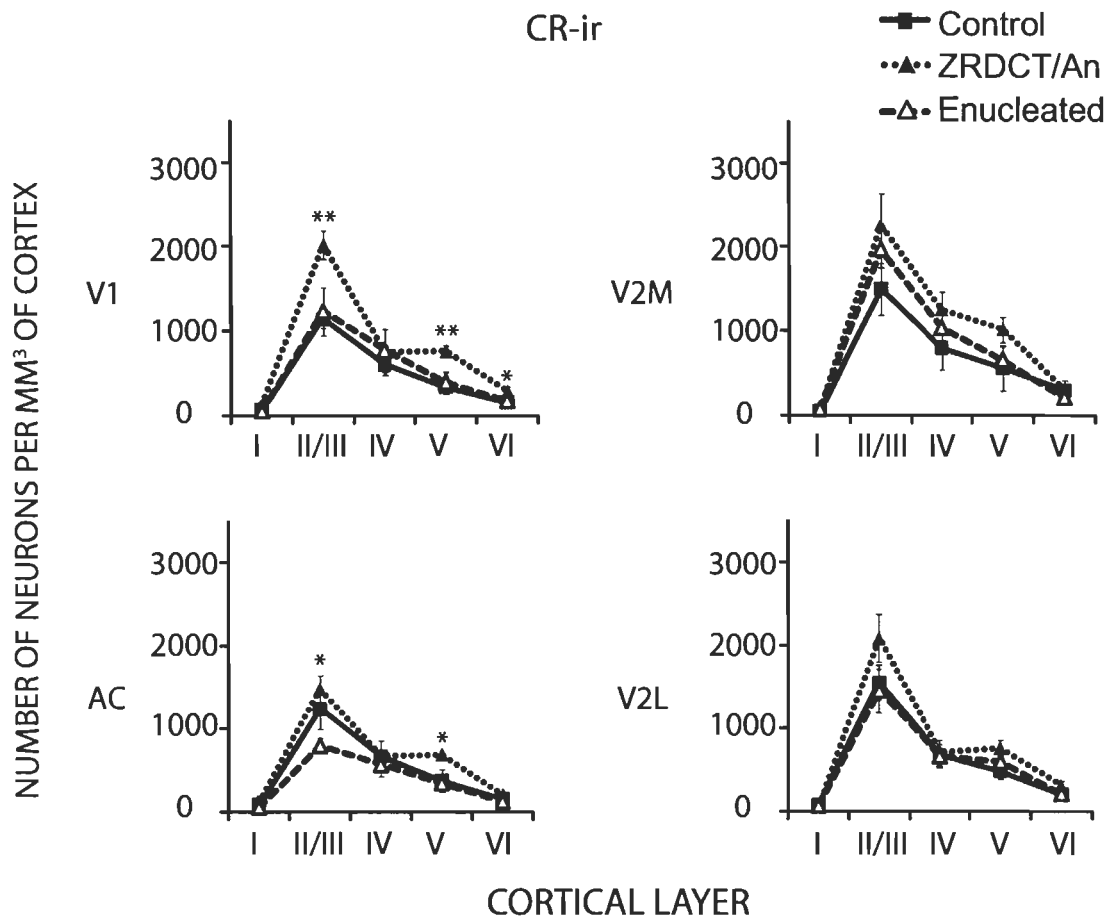 CR-ir
Control
ZRDCT/An
Enucleated
NUMBER OF NEURONS PER MM³ OF CORTEX
V1
3000
2000
1000
0
**
**
*
I II/III IV V VI
V2M
3000
2000
1000
0
I II/III IV V VI
AC
3000
2000
1000
0
*
*
I II/III IV V VI
V2L
3000
2000
1000
0
I II/III IV V VI
CORTICAL LAYER